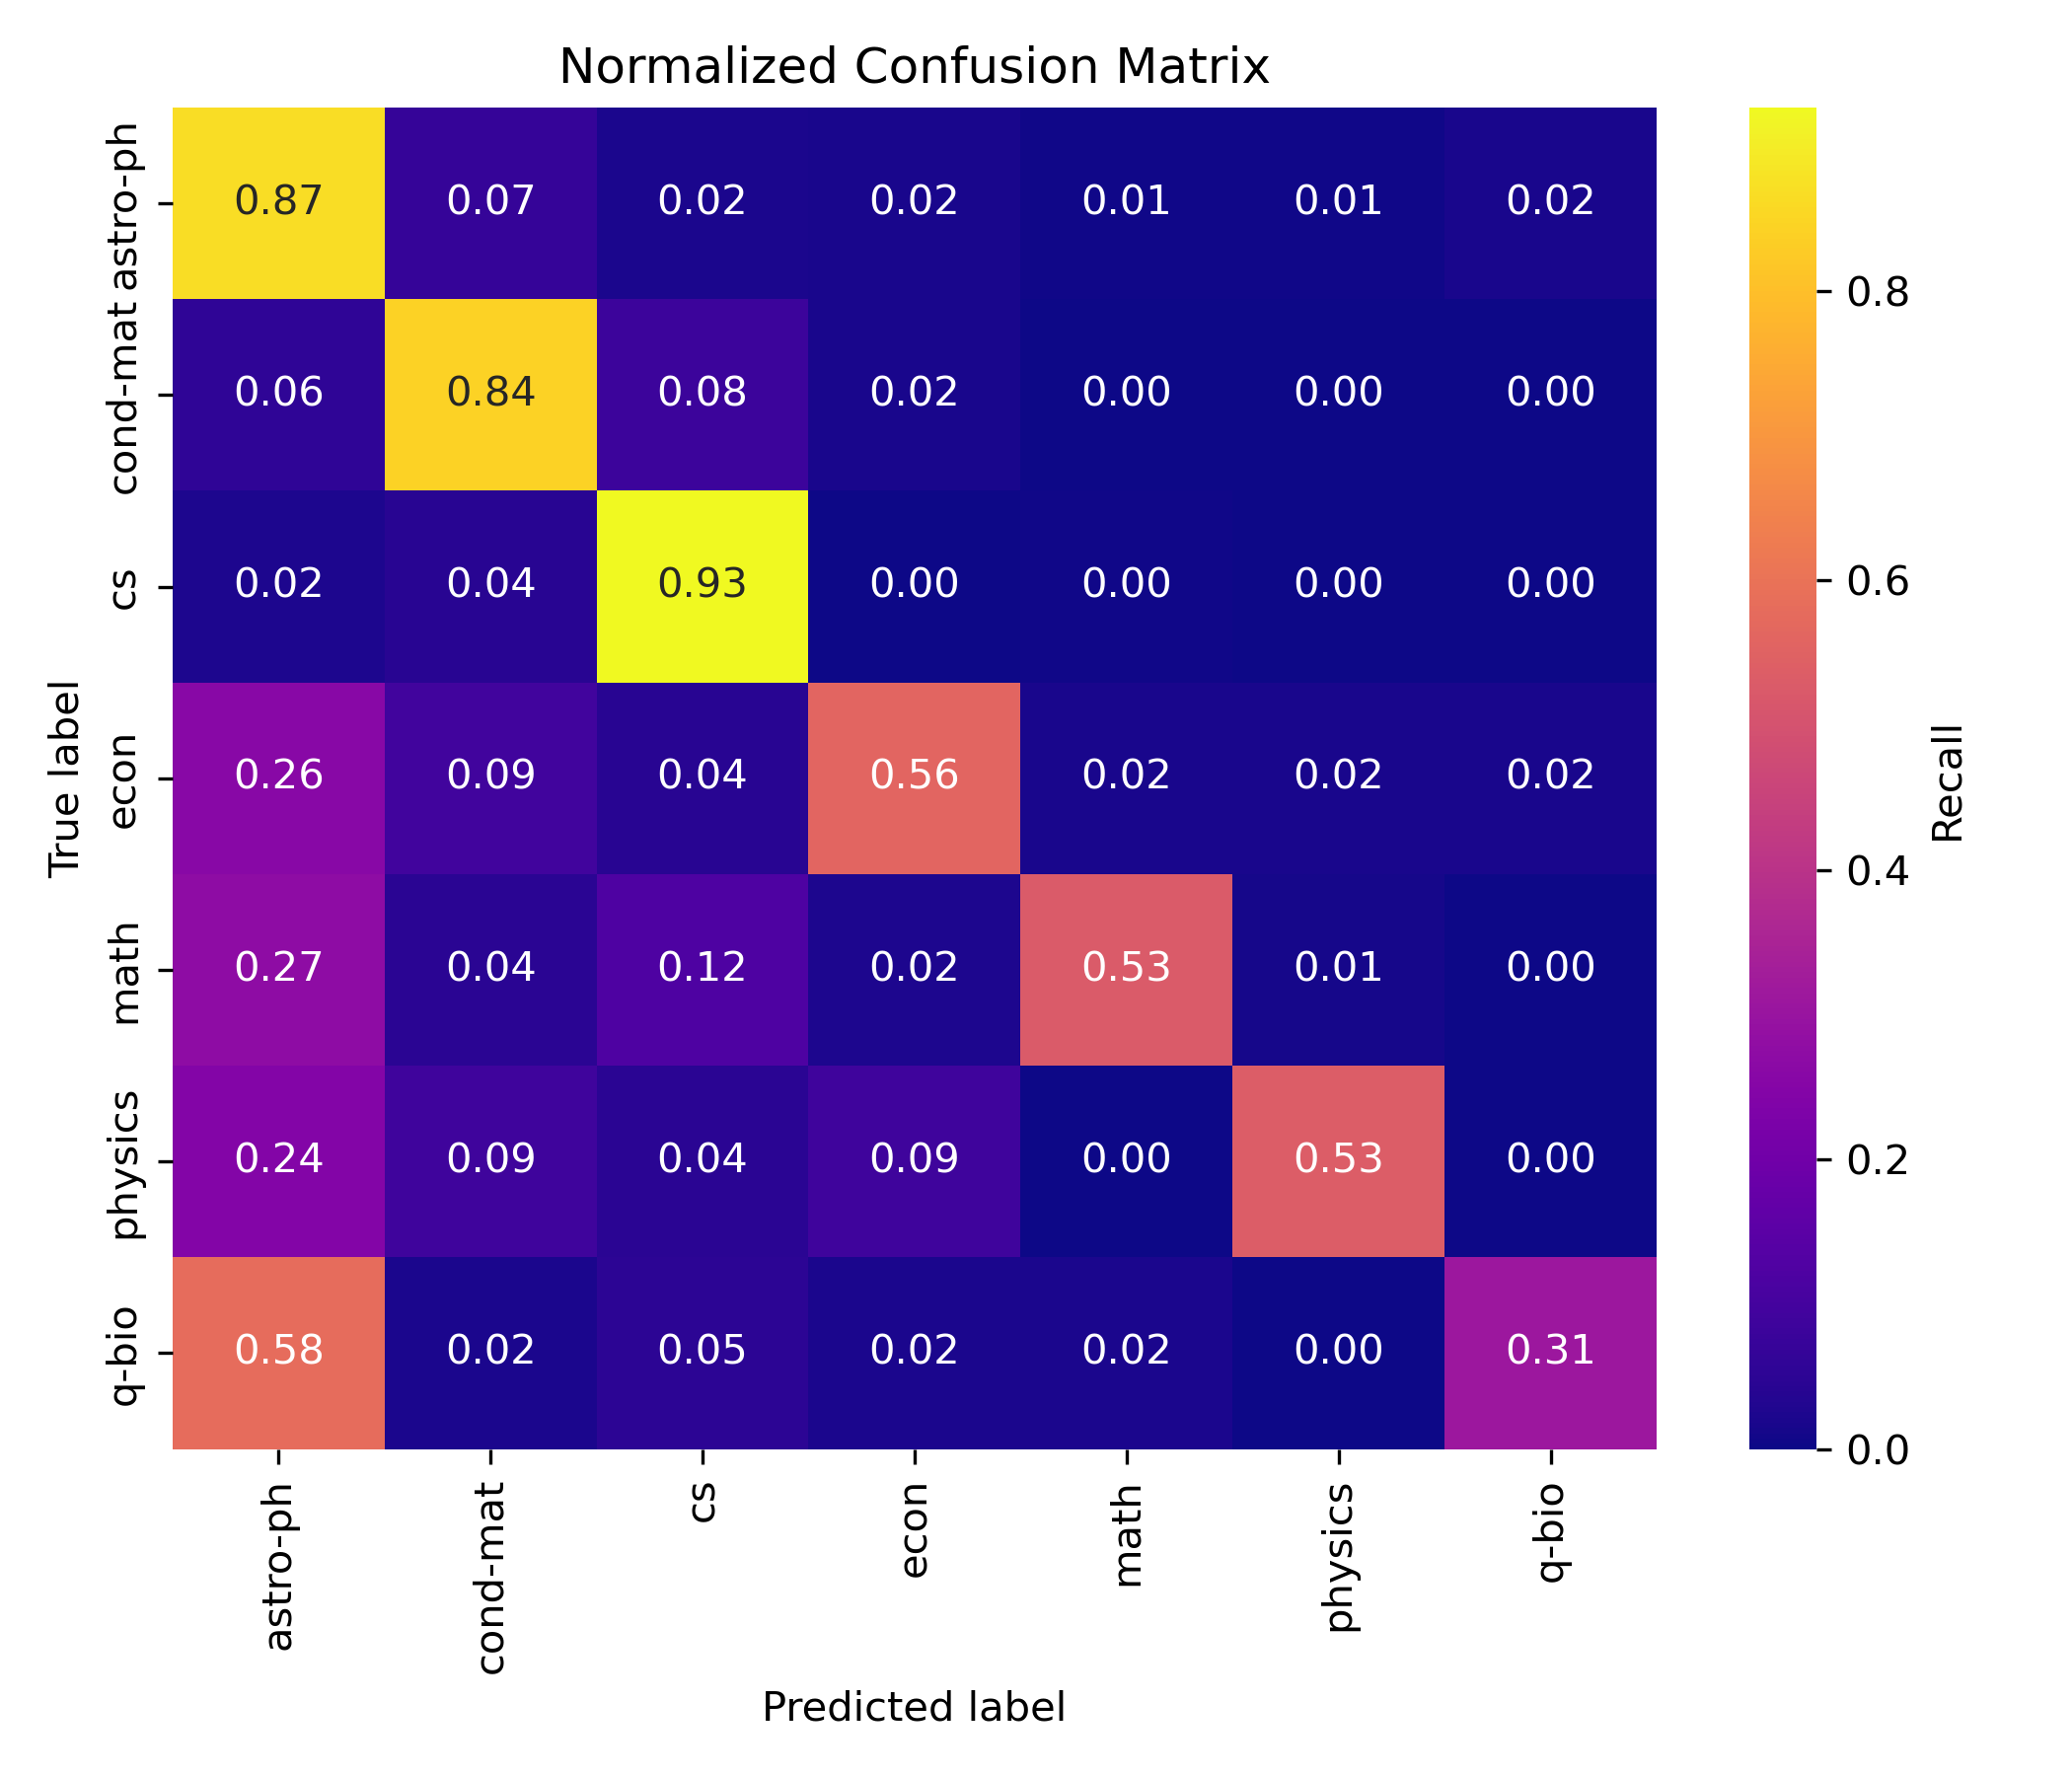 Normalized Confusion Matrix
True label
astro-ph 0.87 0.07 0.02 0.02 0.01 0.01 0.02
cond-mat 0.06 0.84 0.08 0.02 0.00 0.00 0.00
cs 0.02 0.04 0.93 0.00 0.00 0.00 0.00
econ 0.26 0.09 0.04 0.56 0.02 0.02 0.02
math 0.27 0.04 0.12 0.02 0.53 0.01 0.00
physics 0.24 0.09 0.04 0.09 0.00 0.53 0.00
q-bio 0.58 0.02 0.05 0.02 0.02 0.00 0.31
astro-ph cond-mat cs econ math physics q-bio
Predicted label
0.8
0.6
0.4
0.2
0.0
Recall